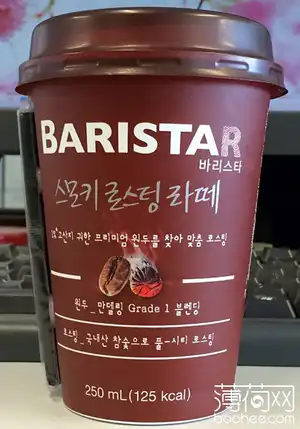 BARISTAR
바리스타
스모키 로스팅 라떼
1% 고산지 귀한 프리미엄 원두를 찾아 맞춤 로스팅
원두_만델링 Grade 1 블렌딩
로스팅_국내산 참숯으로 풀-시티 로스팅
250 mL(125 kcal)
薄荷网
boohee.com